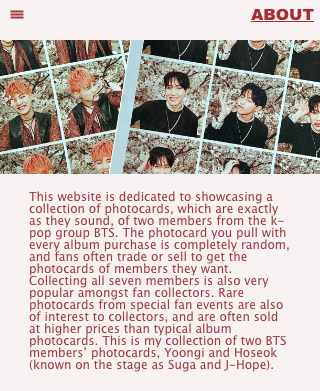 ABOUT
This website is dedicated to showcasing a
collection of photocards, which are exactly
as they sound, of two members from the k-
pop group BTS. The photocard you pull with
every album purchase is completely random,
and fans often trade or sell to get the
photocards of members they want.
Collecting all seven members is also very
popular amongst fan collectors. Rare
photocards from special fan events are also
of interest to collectors, and are often sold
at higher prices than typical album
photocards. This is my collection of two BTS
members' photocards, Yoongi and Hoseok
(known on the stage as Suga and J-Hope).